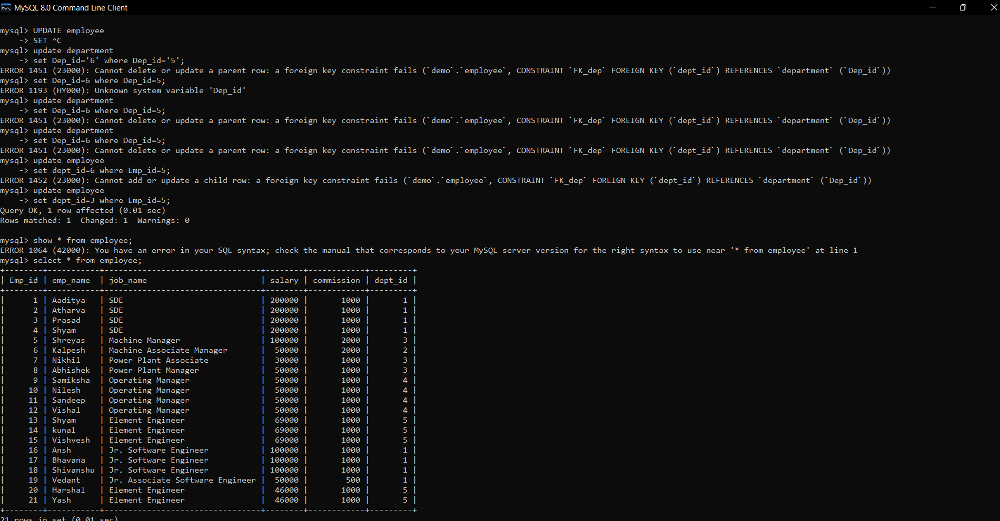 MySQL 8.0 Command Line Client
mysql> UPDATE employee
    -> SET ^C
mysql> update department
    -> set Dep_id='6' where Dep_id='5';
ERROR 1451 (23000): Cannot delete or update a parent row: a foreign key constraint fails (`demo`.`employee`, CONSTRAINT `FK_dep` FOREIGN KEY (`dept_id`) REFERENCES `department` (`Dep_id`))
mysql> set Dep_id=6 where Dep_id=5;
ERROR 1193 (HY000): Unknown system variable 'Dep_id'
mysql> update department
    -> set Dep_id=6 where Dep_id=5;
ERROR 1451 (23000): Cannot delete or update a parent row: a foreign key constraint fails (`demo`.`employee`, CONSTRAINT `FK_dep` FOREIGN KEY (`dept_id`) REFERENCES `department` (`Dep_id`))
mysql> update department
    -> set Dep_id=6 where Dep_id=5;
ERROR 1451 (23000): Cannot delete or update a parent row: a foreign key constraint fails (`demo`.`employee`, CONSTRAINT `FK_dep` FOREIGN KEY (`dept_id`) REFERENCES `department` (`Dep_id`))
mysql> update employee
    -> set dept_id=6 where Emp_id=5;
ERROR 1452 (23000): Cannot add or update a child row: a foreign key constraint fails (`demo`.`employee`, CONSTRAINT `FK_dep` FOREIGN KEY (`dept_id`) REFERENCES `department` (`Dep_id`))
mysql> update employee
    -> set dept_id=3 where Emp_id=5;
Query OK, 1 row affected (0.01 sec)
Rows matched: 1  Changed: 1  Warnings: 0
mysql> show * from employee;
ERROR 1064 (42000): You have an error in your SQL syntax; check the manual that corresponds to your MySQL server version for the right syntax to use near '* from employee' at line 1
mysql> select * from employee;
+--------+-----------+---------------------------------+--------+------------+---------+
| Emp_id | emp_name  | job_name                        | salary | commission | dept_id |
+--------+-----------+---------------------------------+--------+------------+---------+
|      1 | Aaditya   | SDE                             | 200000 |       1000 |       1 |
|      2 | Atharva   | SDE                             | 200000 |       1000 |       1 |
|      3 | Prasad    | SDE                             | 200000 |       1000 |       1 |
|      4 | Shyam     | SDE                             | 200000 |       1000 |       1 |
|      5 | Shreyas   | Machine Manager                 | 100000 |       2000 |       3 |
|      6 | Kalpesh   | Machine Associate Manager       |  50000 |       2000 |       2 |
|      7 | Nikhil    | Power Plant Associate           |  30000 |       1000 |       3 |
|      8 | Abhishek  | Power Plant Manager             |  50000 |       1000 |       3 |
|      9 | Samiksha  | Operating Manager               |  50000 |       1000 |       4 |
|     10 | Nilesh    | Operating Manager               |  50000 |       1000 |       4 |
|     11 | Sandeep   | Operating Manager               |  50000 |       1000 |       4 |
|     12 | Vishal    | Operating Manager               |  50000 |       1000 |       4 |
|     13 | Shyam     | Element Engineer                |  69000 |       1000 |       5 |
|     14 | kunal     | Element Engineer                |  69000 |       1000 |       5 |
|     15 | Vishvesh  | Element Engineer                |  69000 |       1000 |       5 |
|     16 | Ansh      | Jr. Software Engineer           | 100000 |       1000 |       1 |
|     17 | Bhavana   | Jr. Software Engineer           | 100000 |       1000 |       1 |
|     18 | Shivanshu | Jr. Software Engineer           | 100000 |       1000 |       1 |
|     19 | Vedant    | Jr. Associate Software Engineer |  50000 |        500 |       1 |
|     20 | Harshal   | Element Engineer                |  46000 |       1000 |       5 |
|     21 | Yash      | Element Engineer                |  46000 |       1000 |       5 |
+--------+-----------+---------------------------------+--------+------------+---------+
21 rows in set (0.01 sec)